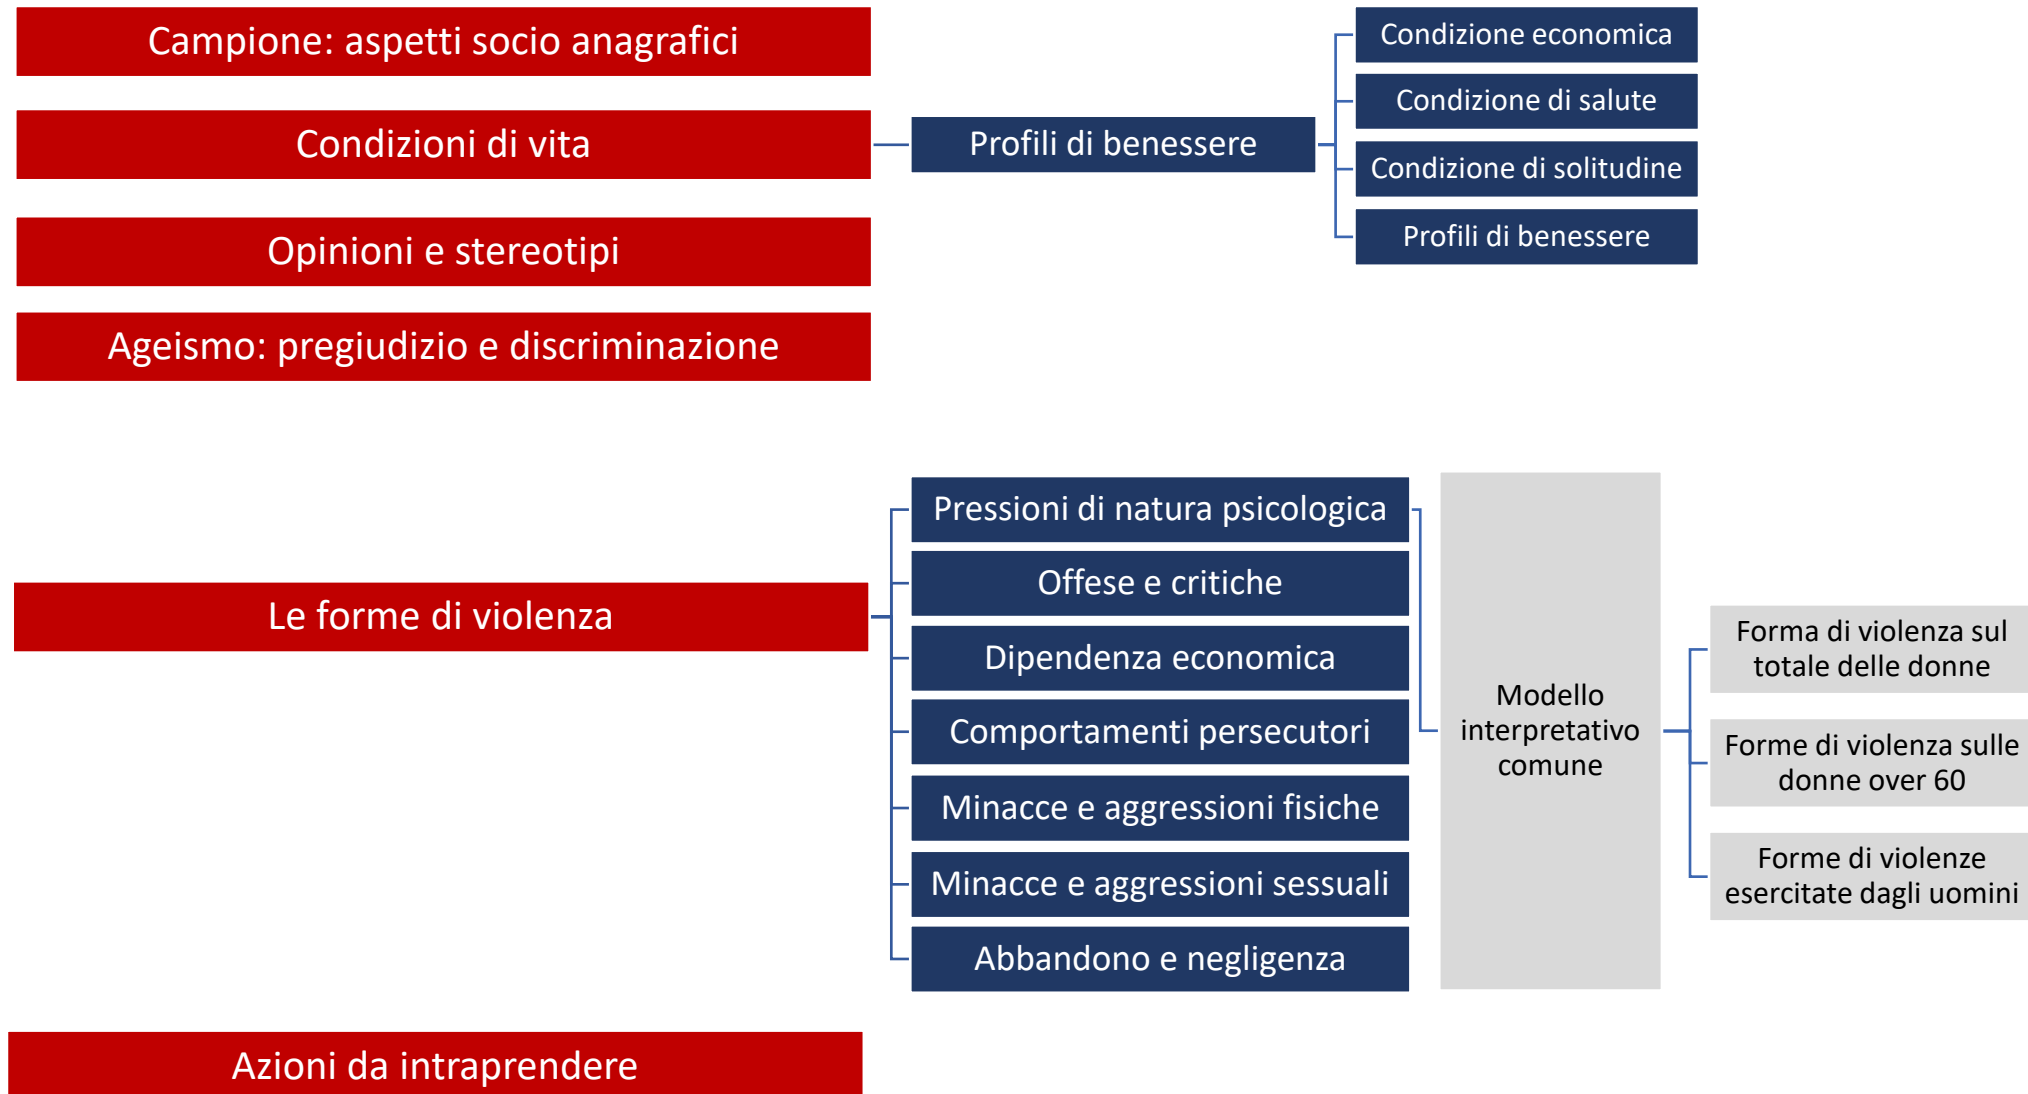 Campione: aspetti socio anagrafici
Condizioni di vita
Profili di benessere
Condizione economica
Condizione di salute
Condizione di solitudine
Profili di benessere
Opinioni e stereotipi
Ageismo: pregiudizio e discriminazione
Le forme di violenza
Pressioni di natura psicologica
Offese e critiche
Dipendenza economica
Comportamenti persecutori
Minacce e aggressioni fisiche
Minacce e aggressioni sessuali
Abbandono e negligenza
Modello
interpretativo
comune
Forma di violenza sul
totale delle donne
Forme di violenza sulle
donne over 60
Forme di violenze
esercitate dagli uomini
Azioni da intraprendere